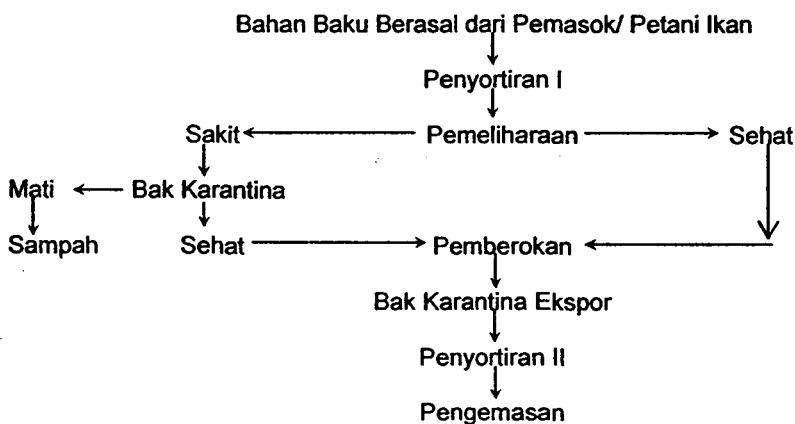 Bahan Baku Berasal dari Pemasok/ Petani Ikan
Penyortiran I
Sakit Pemeliharaan Sehat
Mati Bak Karantina
Sampah Sehat Pemberokan
Bak Karantina Ekspor
Penyortiran II
Pengemasan